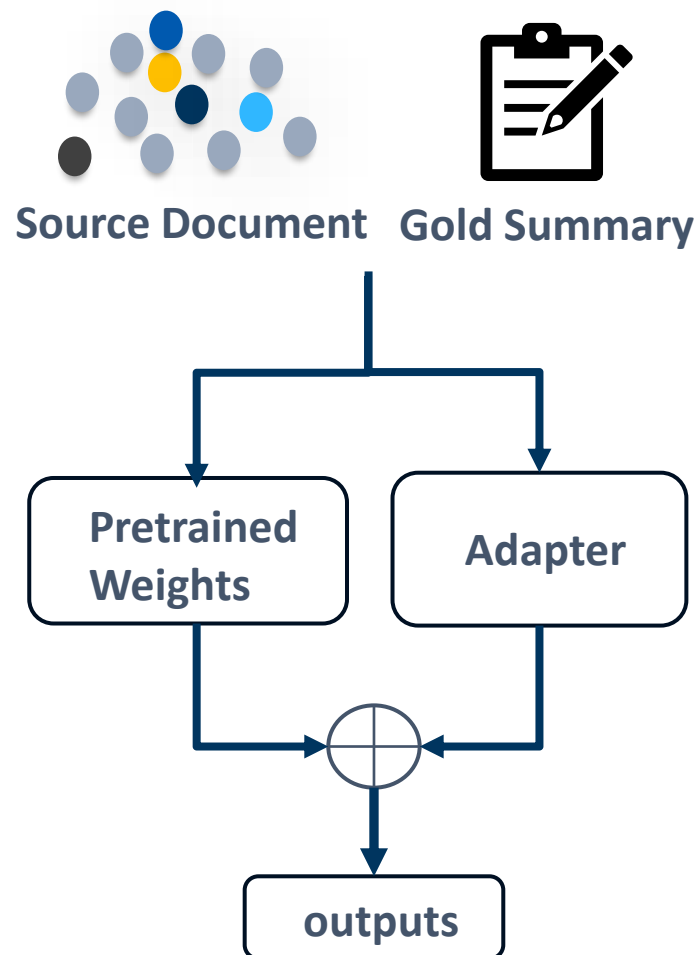 Source Document
Gold Summary
Pretrained
Weights
Adapter
outputs